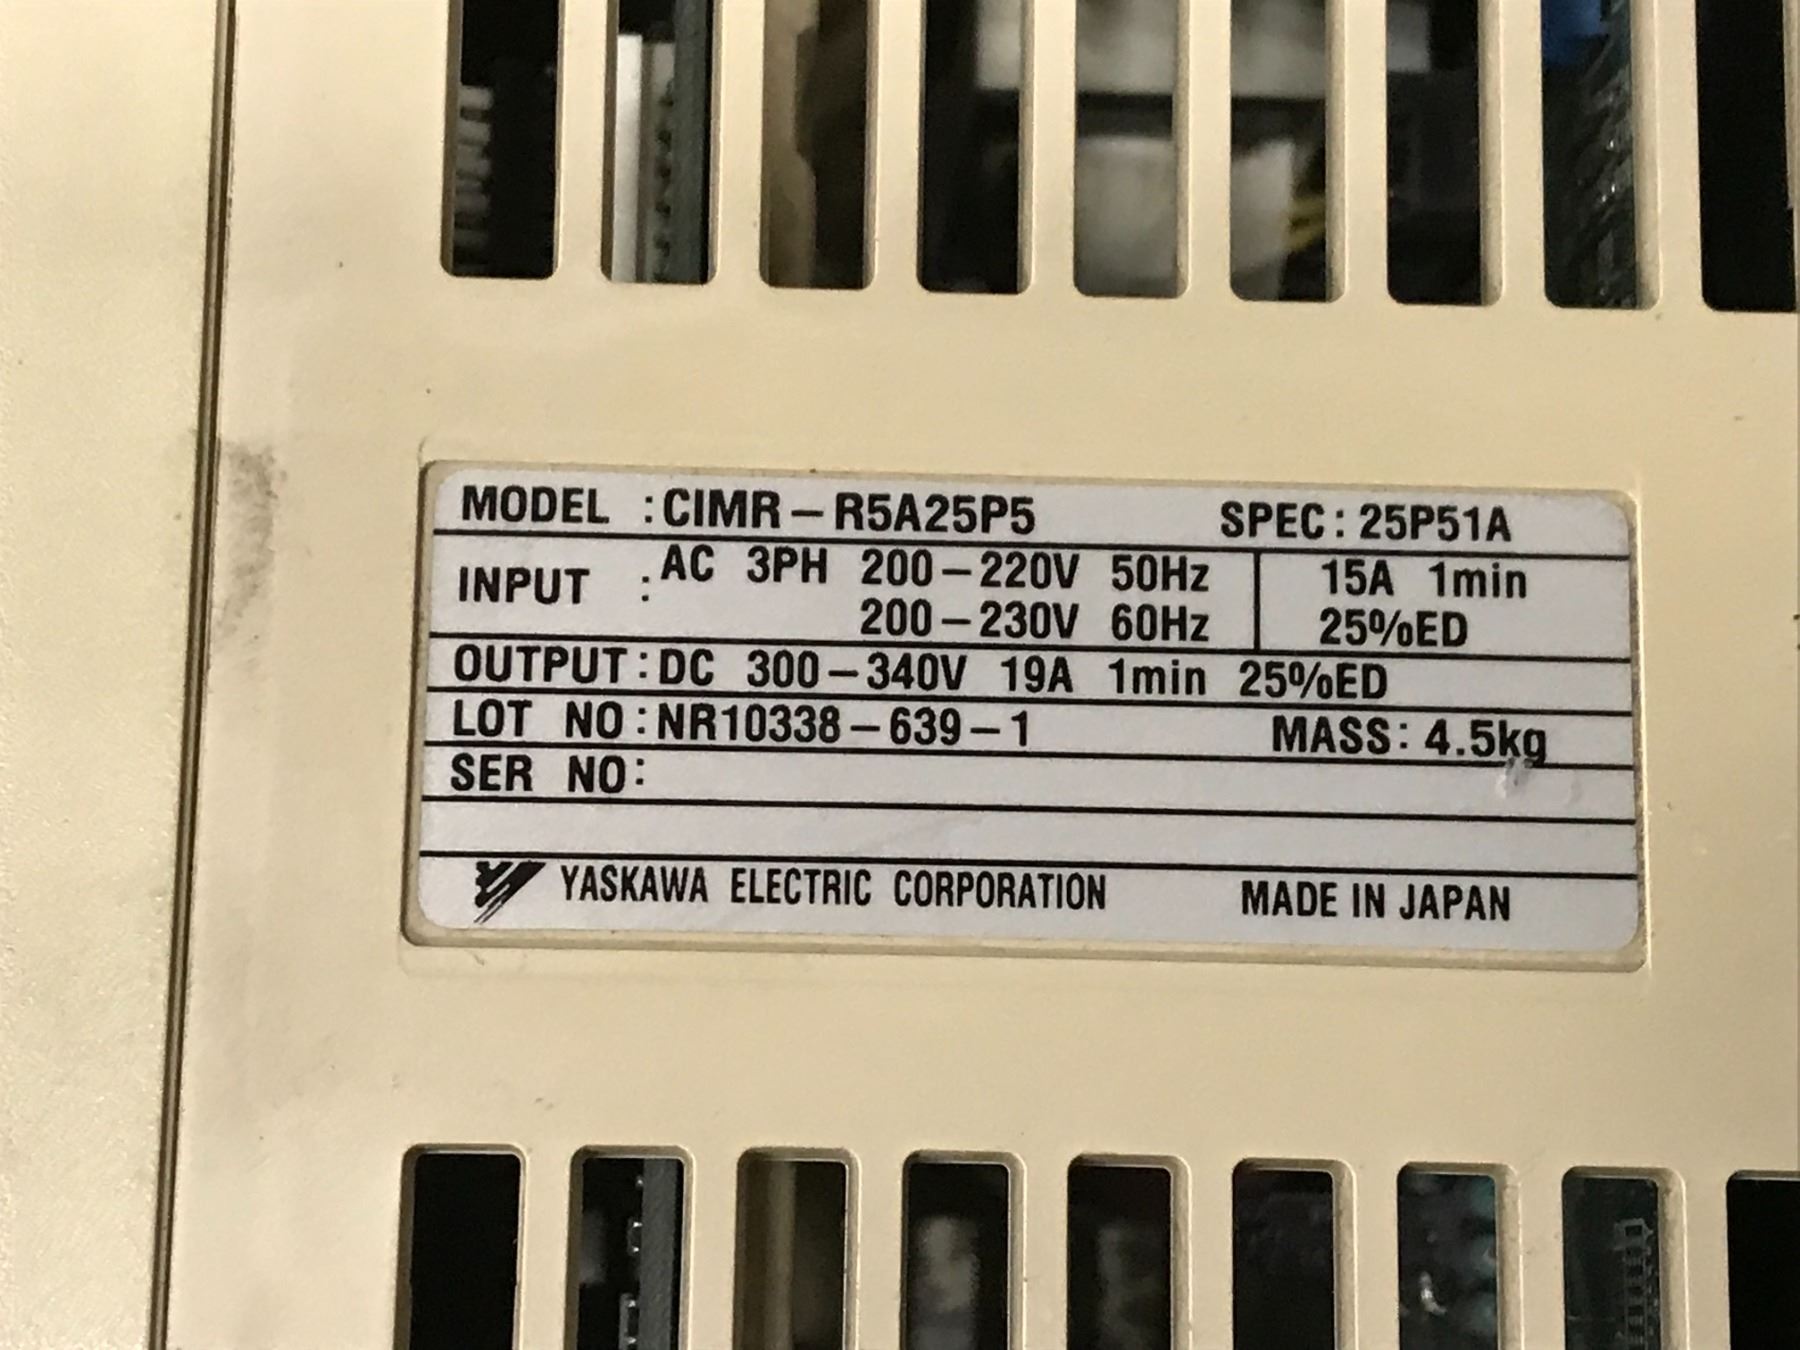 MODEL :CIMR-R5A25P5 SPEC: 25P51A
INPUT : AC 3PH 200-220V 50Hz 15A 1min
200-230V 60Hz 25%ED
OUTPUT:DC 300-340V 19A 1min 25%ED
LOT NO:NR10338-639-1 MASS: 4.5kg
SER NO:
YASKAWA ELECTRIC CORPORATION MADE IN JAPAN